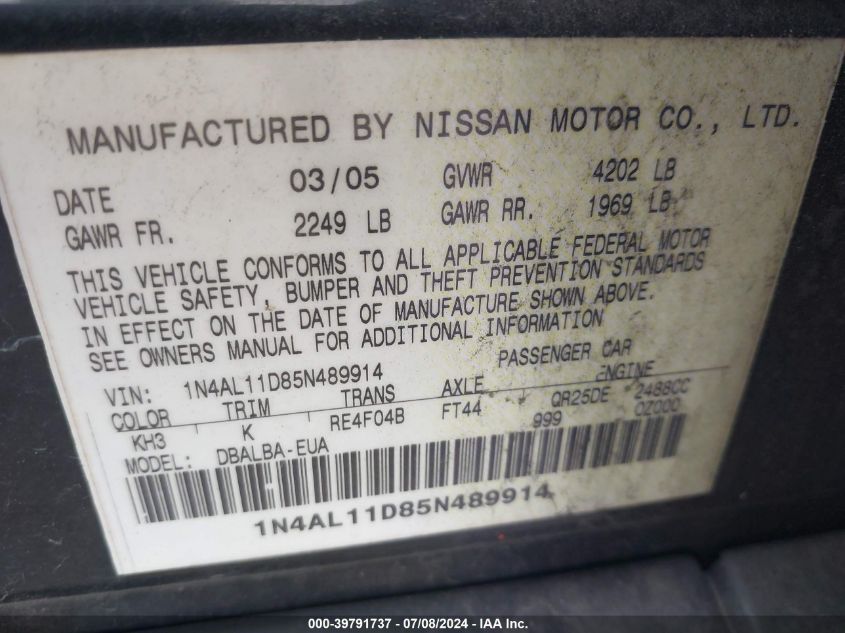 MANUFACTURED BY NISSAN MOTOR CO., LTD.
DATE 03/05 GVWR 4202 LB
GAWR FR. 2249 LB GAWR RR. 1969 LB
THIS VEHICLE CONFORMS TO ALL APPLICABLE FEDERAL MOTOR
VEHICLE SAFETY, BUMPER AND THEFT PREVENTION STANDARDS
IN EFFECT ON THE DATE OF MANUFACTURE SHOWN ABOVE.
SEE OWNERS MANUAL FOR ADDITIONAL INFORMATION
VIN: 1N4AL11D85N489914 PASSENGER CAR
COLOR TRIM TRANS AXLE ENGINE
KH3 K RE4F04B FT44 QR25DE 2488CC
MODEL: DBALBA-EUA 999 0Z000
1N4AL11D85N489914
000-39791737 - 07/08/2024 - IAA Inc.